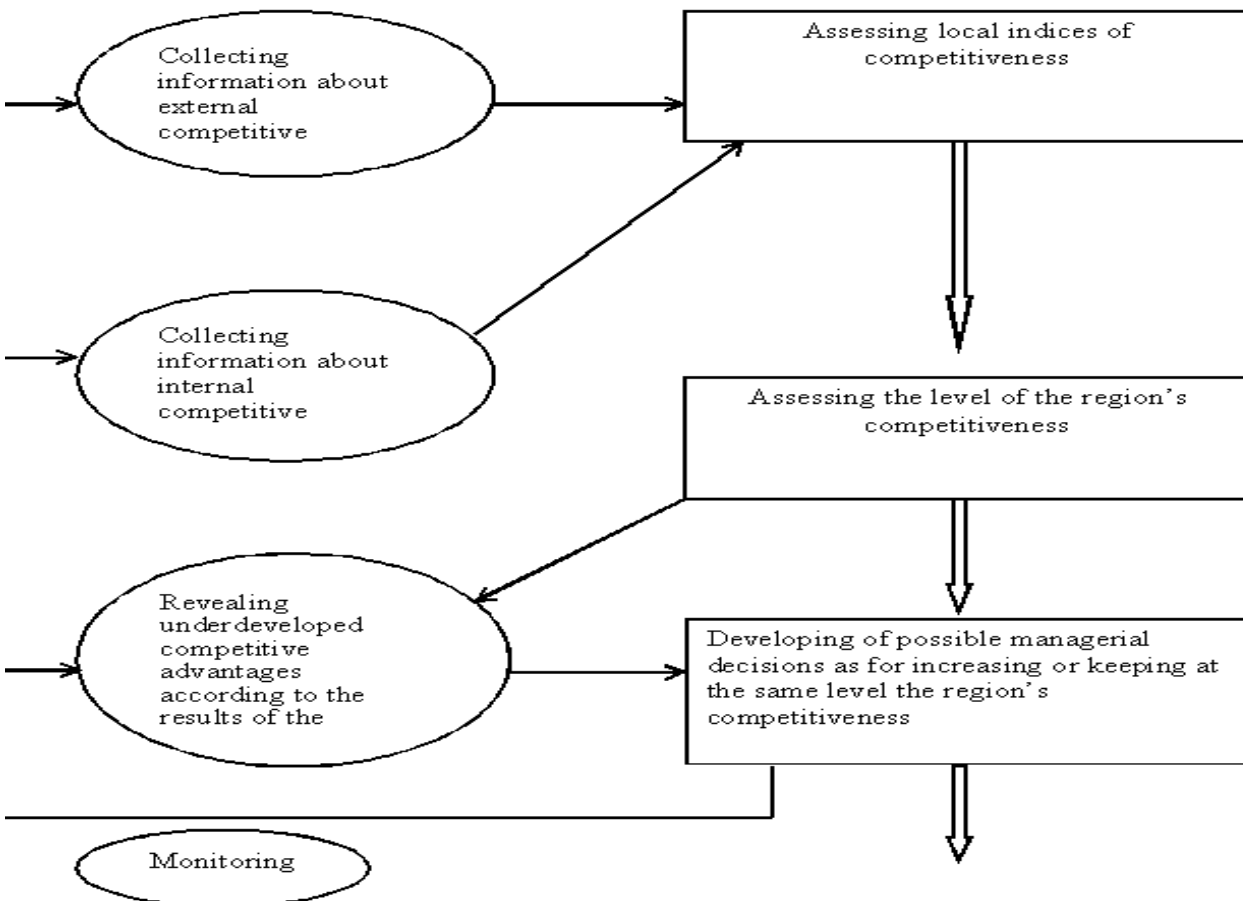 Collecting
information about
external
competitive
Assessing local indices of
competitiveness
Collecting
information about
internal
competitive
Assessing the level of the region's
competitiveness
Revealing
underdeveloped
competitive
advantages
according to the
results of the
Developing of possible managerial
decisions as for increasing or keeping at
the same level the region's
competitiveness
Monitoring